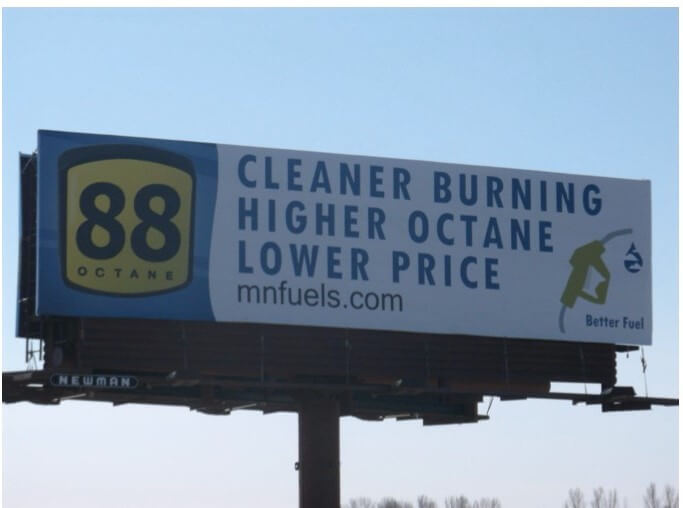 88
OCTANE
CLEANER BURNING
HIGHER OCTANE
LOWER PRICE
mnfuels.com
Better Fuel
NEWMAN